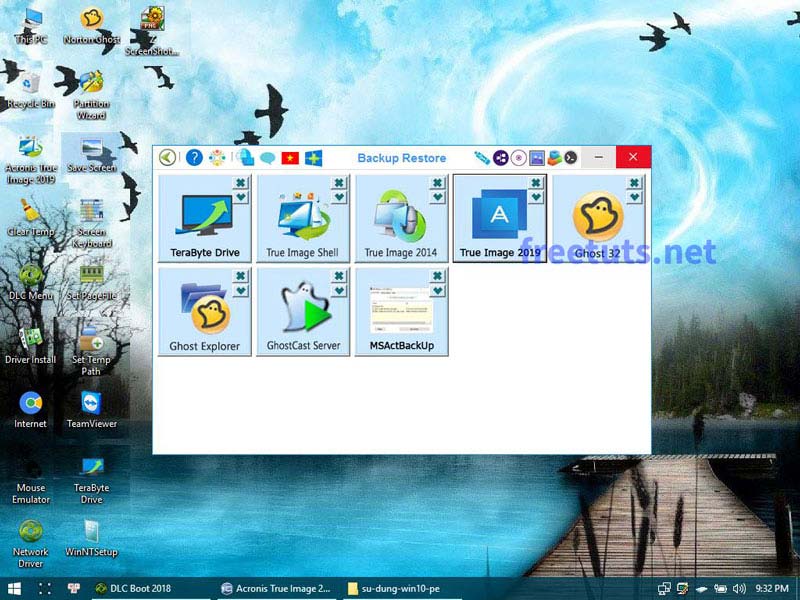 This PC
Norton Ghost
ScreenShot...
Recycle Bin
Partition
Wizard
Acronis True
Image 2019
Save Screen
Clear Temp
Screen
Keyboard
DLC Menu
Set PageFile
Driver Install
Set Temp
Path
Internet
TeamViewer
Mouse
Emulator
TeraByte
Drive
Network
Driver
WinNTSetup
Backup Restore
TeraByte Drive
True Image Shell
True Image 2014
True Image 2019
Ghost 32
freetuts.net
Ghost Explorer
GhostCast Server
MSActBackUp
DLC Boot 2018
Acronis True Image 2...
su-dung-win10-pe
9:32 PM